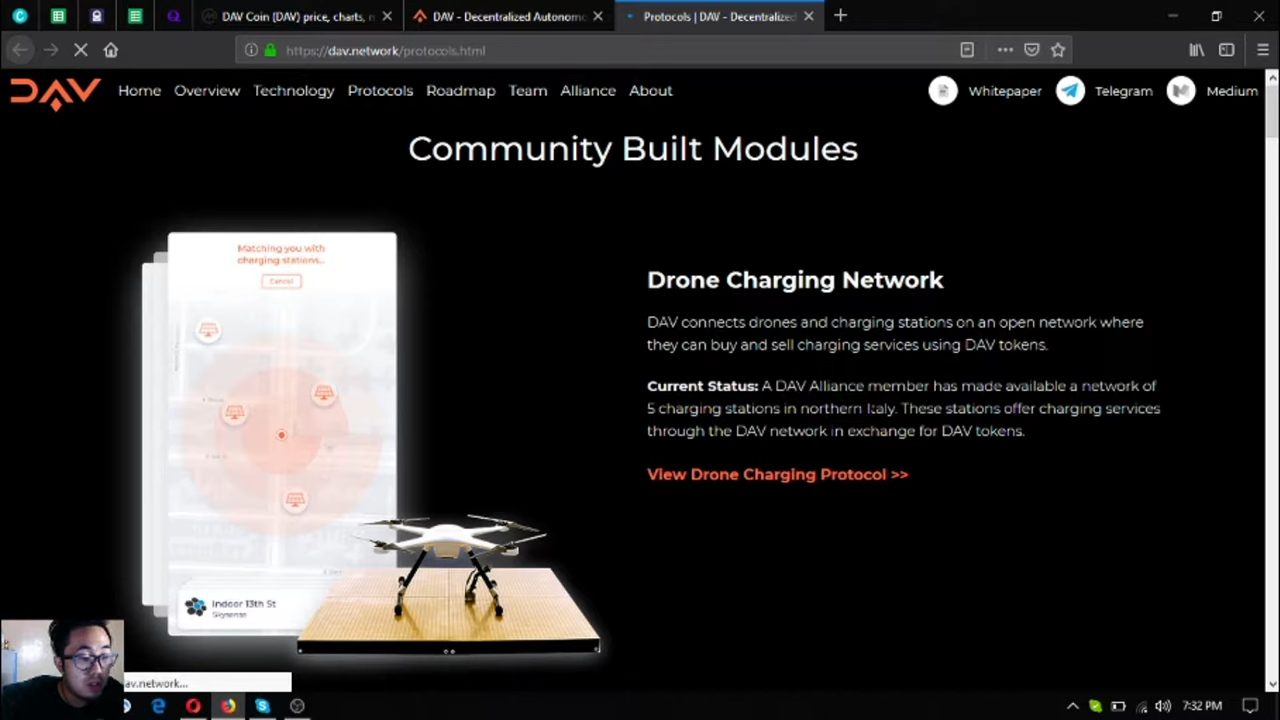 DAV Coin (DAV) price, charts, n
DAV - Decentralized Autonomo
Protocols | DAV - Decentralized
https://dav.network/protocols.html
DAV
Home Overview Technology Protocols Roadmap Team Alliance About
Whitepaper Telegram Medium
Community Built Modules
Matching you with
charging stations...
Cancel
Indoor 13th St
Skysense
Drone Charging Network
DAV connects drones and charging stations on an open network where
they can buy and sell charging services using DAV tokens.
Current Status: A DAV Alliance member has made available a network of
5 charging stations in northern Italy. These stations offer charging services
through the DAV network in exchange for DAV tokens.
View Drone Charging Protocol >>
av.network...
7:32 PM